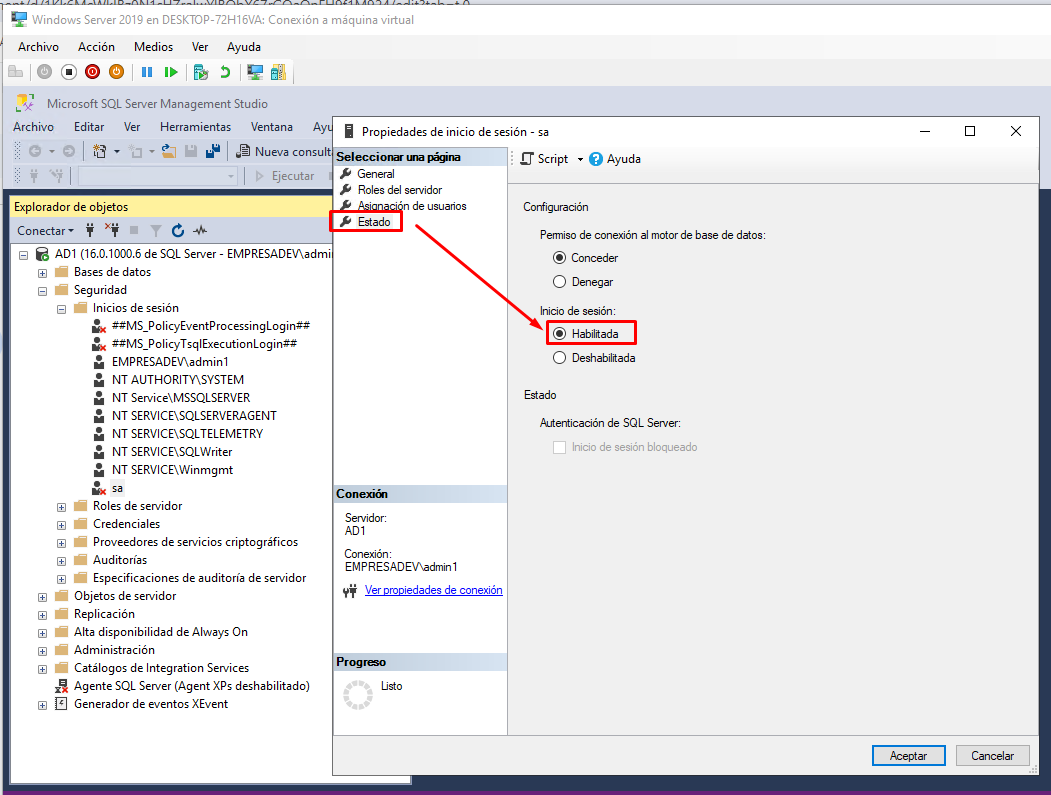 Windows Server 2019 en DESKTOP-72H16VA: Conexión a máquina virtual
Archivo Acción Medios Ver Ayuda
Microsoft SQL Server Management Studio
Archivo Editar Ver Herramientas Ventana Ayu
Nueva consult
Ejecutar
Explorador de objetos
Conectar
AD1 (16.0.1000.6 de SQL Server - EMPRESADEV\admi
Bases de datos
Seguridad
Inicios de sesión
##MS_PolicyEventProcessingLogin##
##MS_PolicyTsqlExecutionLogin##
EMPRESADEV\admin1
NT AUTHORITY\SYSTEM
NT Service\MSSQLSERVER
NT SERVICE\SQLSERVERAGENT
NT SERVICE\SQLTELEMETRY
NT SERVICE\SQLWriter
NT SERVICE\Winmgmt
sa
Roles de servidor
Credenciales
Proveedores de servicios criptográficos
Auditorías
Especificaciones de auditoría de servidor
Objetos de servidor
Replicación
Alta disponibilidad de Always On
Administración
Catálogos de Integration Services
Agente SQL Server (Agent XPs deshabilitado)
Generador de eventos XEvent
Propiedades de inicio de sesión - sa
Seleccionar una página
General
Roles del servidor
Asignación de usuarios
Estado
Conexión
Servidor:
AD1
Conexión:
EMPRESADEV\admin1
Ver propiedades de conexión
Progreso
Listo
Script Ayuda
Configuración
Permiso de conexión al motor de base de datos:
Conceder
Denegar
Inicio de sesión:
Habilitada
Deshabilitada
Estado
Autenticación de SQL Server:
Inicio de sesión bloqueado
Aceptar Cancelar